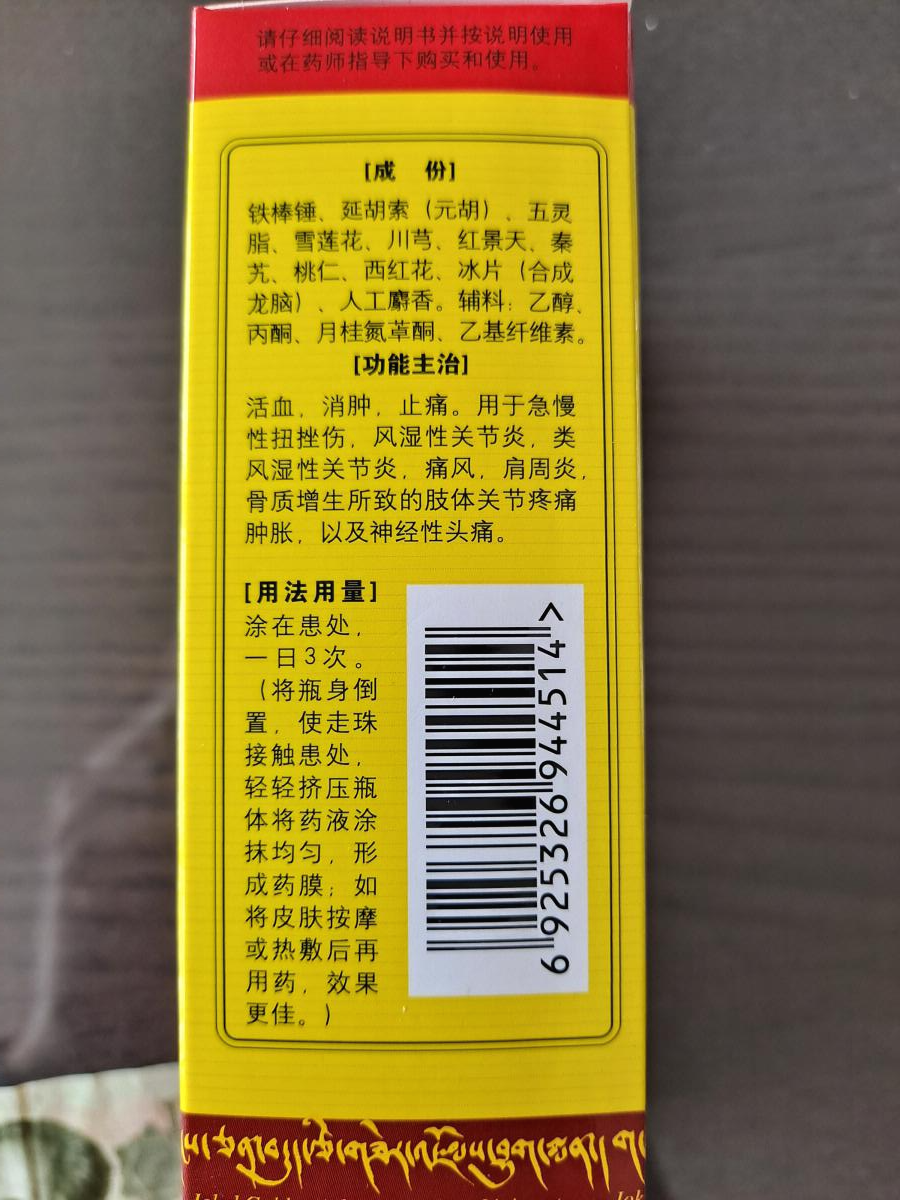 请仔细阅读说明书并按说明使用
或在药师指导下购买和使用。
[成 份]
铁棒锤、延胡索（元胡）、五灵
脂、雪莲花、川芎、红景天、秦
艽、桃仁、西红花、冰片（合成
龙脑）、人工麝香。辅料：乙醇、
丙酮、月桂氮䓬酮、乙基纤维素。
[功能主治]
活血，消肿，止痛。用于急慢
性扭挫伤，风湿性关节炎，类
风湿性关节炎，痛风，肩周炎，
骨质增生所致的肢体关节疼痛
肿胀，以及神经性头痛。
[用法用量]
涂在患处，
一日3次。
（将瓶身倒
置，使走珠
接触患处，
轻轻挤压瓶
体将药液涂
抹均匀，形
成药膜；如
将皮肤按摩
或热敷后再
用药，效果
更佳。）
6925326944514>